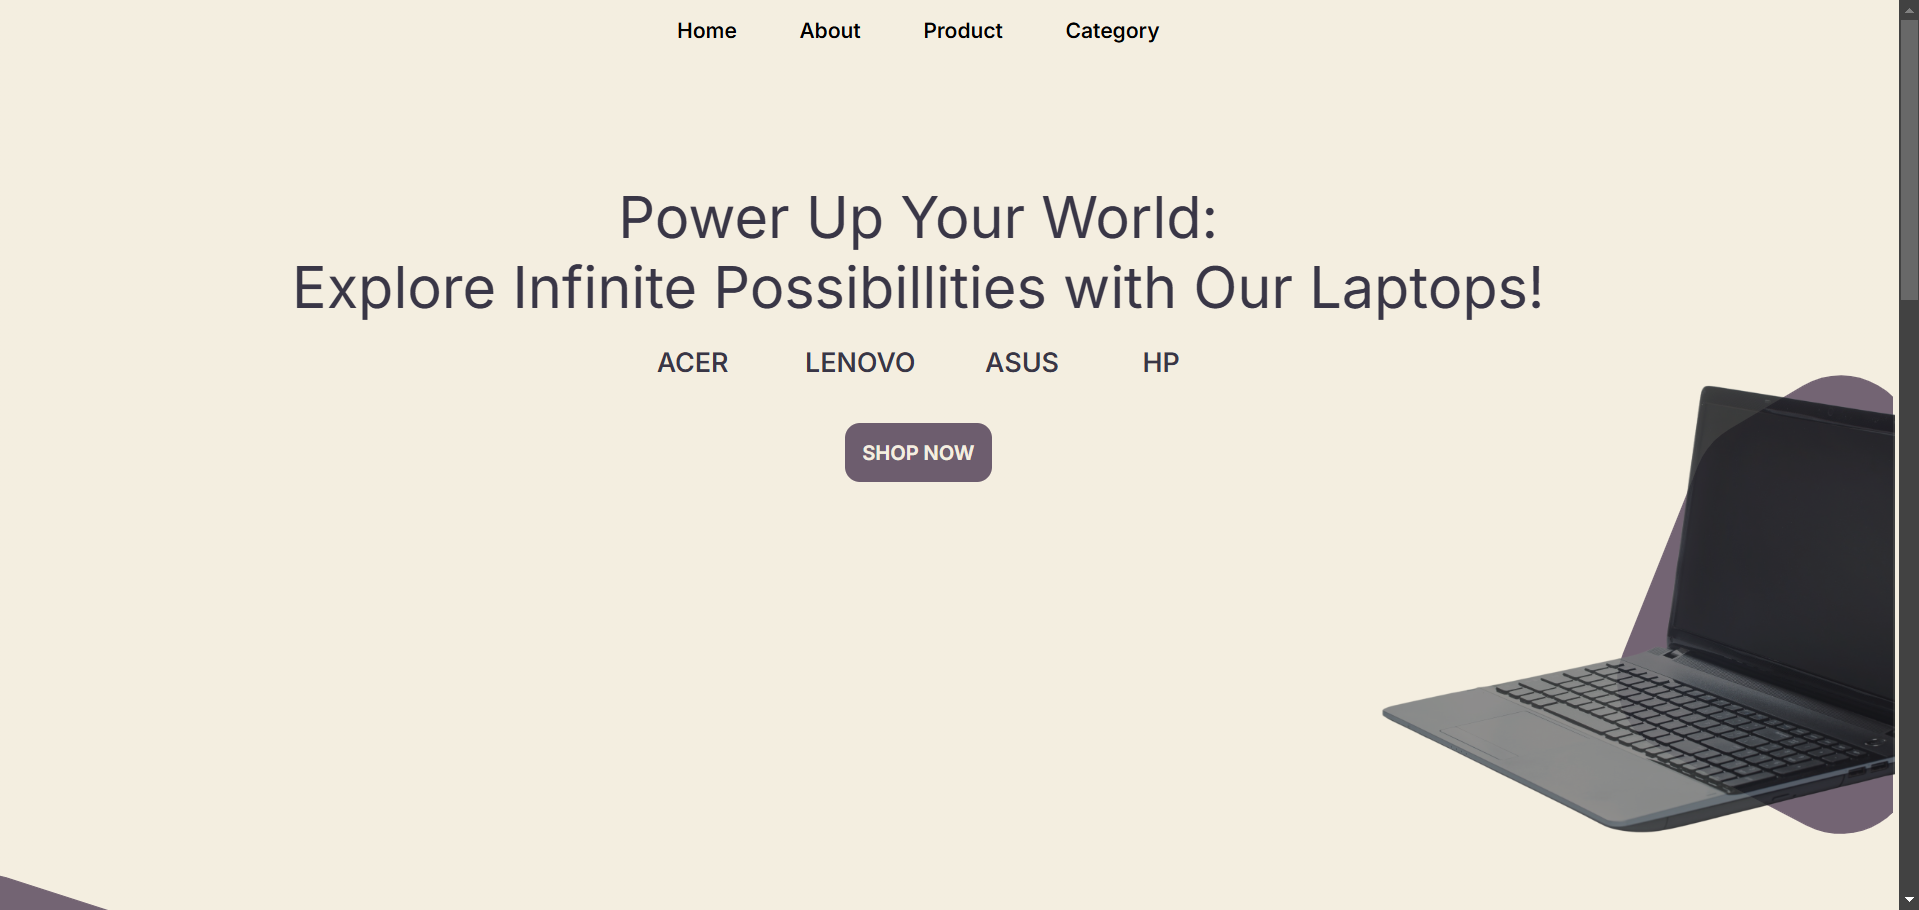 Home About Product Category
Power Up Your World:
Explore Infinite Possibillities with Our Laptops!
ACER LENOVO ASUS HP
SHOP NOW